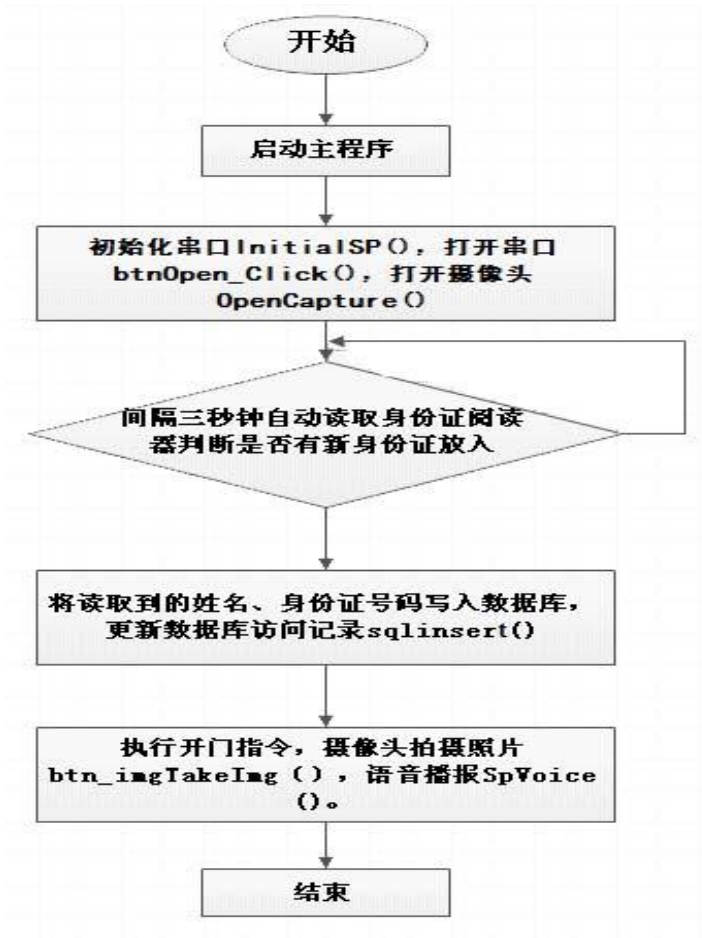 开始
启动主程序
初始化串口InitialSP()，打开串口
btnOpen_Click()，打开摄像头
OpenCapture()
间隔三秒钟自动读取身份证阅读
器判断是否有新身份证放入
将读取到的姓名、身份证号码写入数据库，
更新数据库访问记录sqlinsert()
执行开门指令，摄像头拍摄照片
btn_imgTakeImg（），语音播报SpVoice
()。
结束